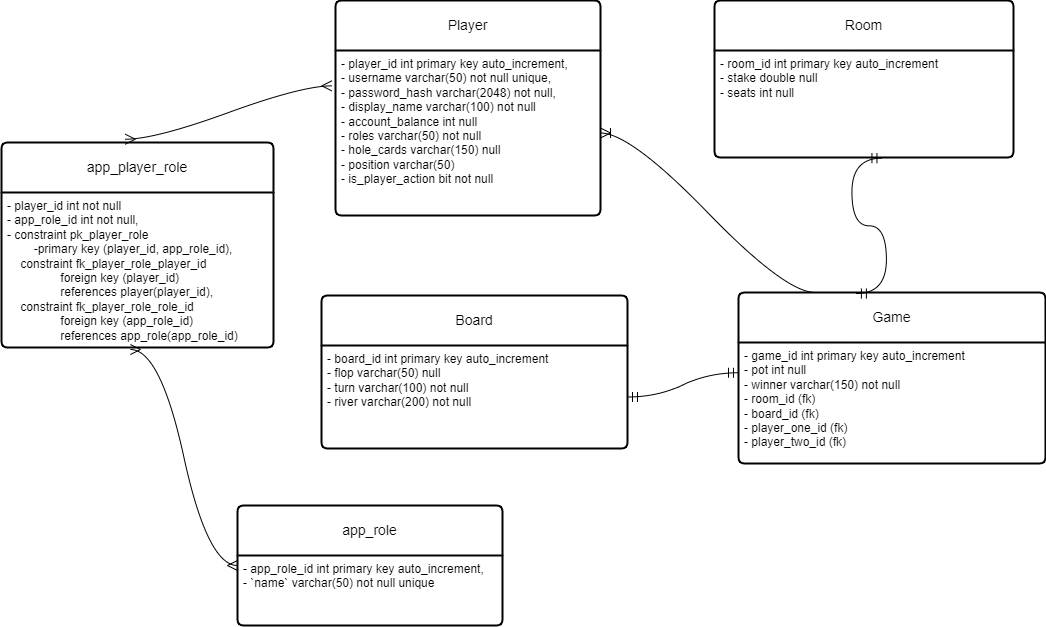 Player
- player_id int primary key auto_increment,
- username varchar(50) not null unique,
- password_hash varchar(2048) not null,
- display_name varchar(100) not null
- account_balance int null
- roles varchar(50) not null
- hole_cards varchar(150) null
- position varchar(50)
- is_player_action bit not null
Room
- room_id int primary key auto_increment
- stake double null
- seats int null
app_player_role
- player_id int not null
- app_role_id int not null,
- constraint pk_player_role
-primary key (player_id, app_role_id),
constraint fk_player_role_player_id
foreign key (player_id)
references player(player_id),
constraint fk_player_role_role_id
foreign key (app_role_id)
references app_role(app_role_id)
Board
- board_id int primary key auto_increment
- flop varchar(50) null
- turn varchar(100) not null
- river varchar(200) not null
Game
- game_id int primary key auto_increment
- pot int null
- winner varchar(150) not null
- room_id (fk)
- board_id (fk)
- player_one_id (fk)
- player_two_id (fk)
app_role
- app_role_id int primary key auto_increment,
- `name` varchar(50) not null unique